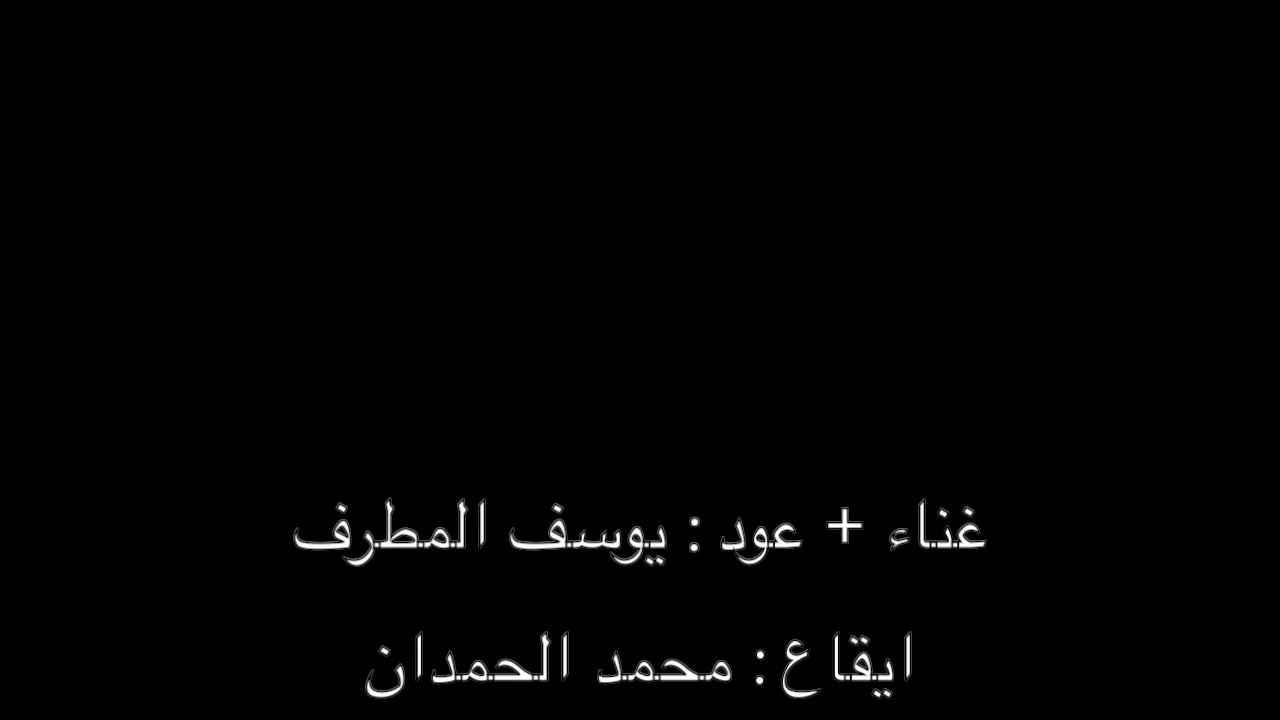 غناء + عود : يوسف المطرف
ايقاع : محمد الحمدان